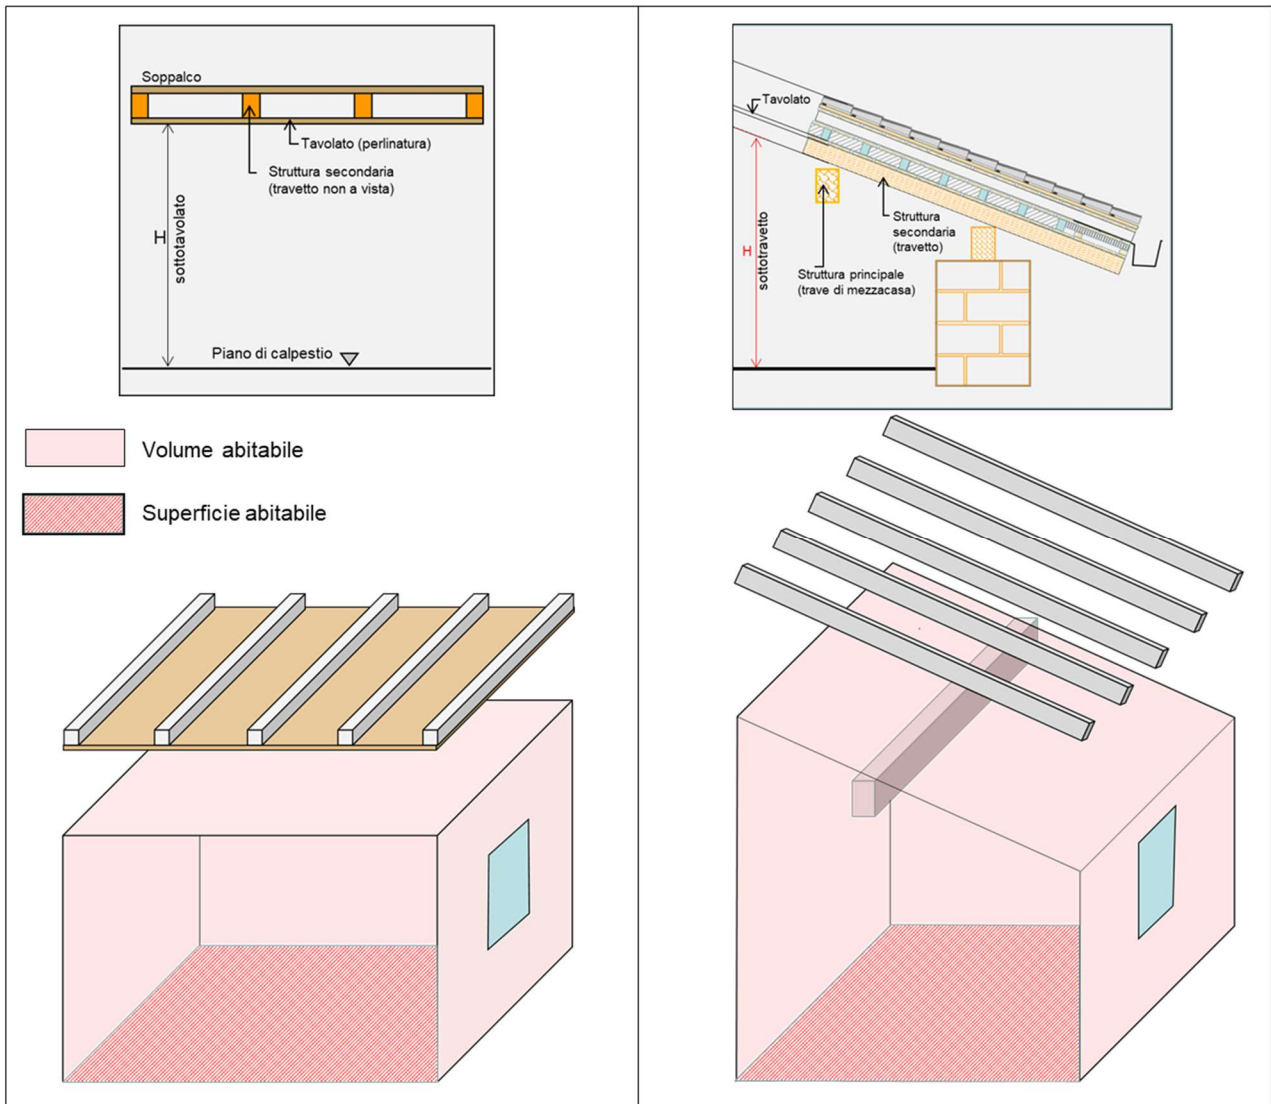 Soppalco
Tavolato (perlinatura)
Struttura secondaria
(travetto non a vista)
H
sottotavolato
Piano di calpestio
Tavolato
Struttura
secondaria
(travetto)
Struttura principale
(trave di mezzacasa)
H
sottotravetto
Volume abitabile
Superficie abitabile